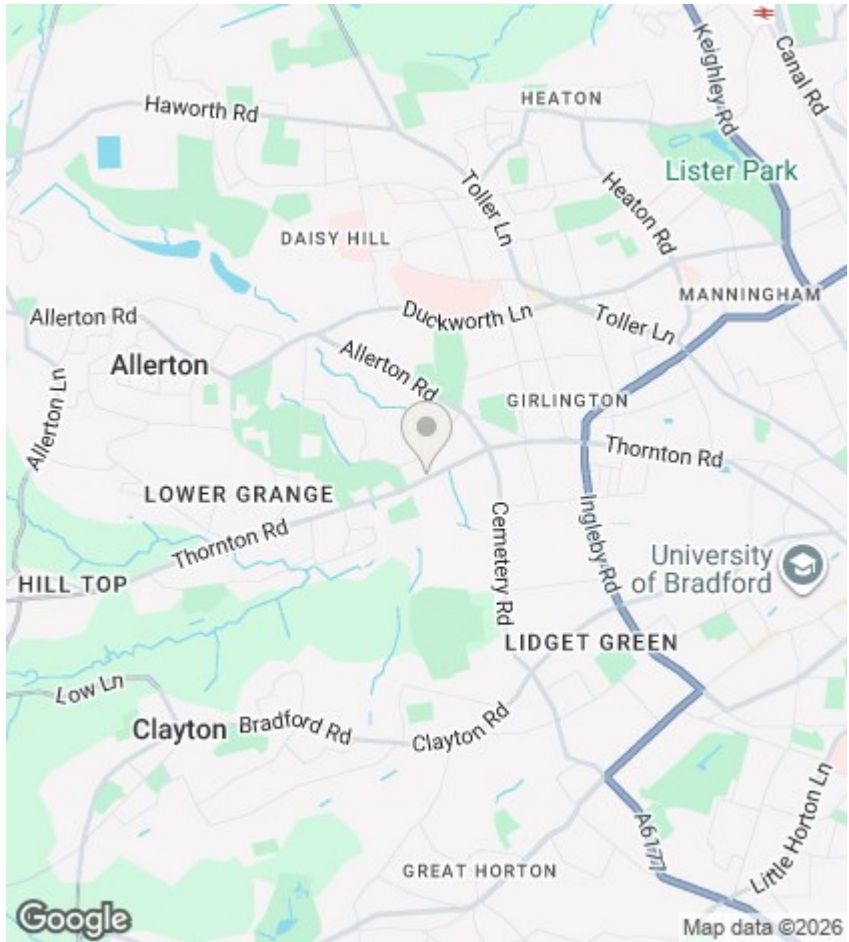 Keighley Rd
Canal Rd
HEATON
Haworth Rd
Lister Park
Toller Ln
Heaton Rd
DAISY HILL
MANNINGHAM
Allerton Rd
Duckworth Ln
Toller Ln
Allerton
Allerton Rd
Allerton Ln
GIRLINGTON
Thornton Rd
LOWER GRANGE
Cemetery Rd
Ingleby Rd
Thornton Rd
University
of Bradford
HILL TOP
LIDGET GREEN
Low Ln
Clayton
Bradford Rd
Clayton Rd
Little Horton Ln
A6177
GREAT HORTON
Google
Map data ©2026